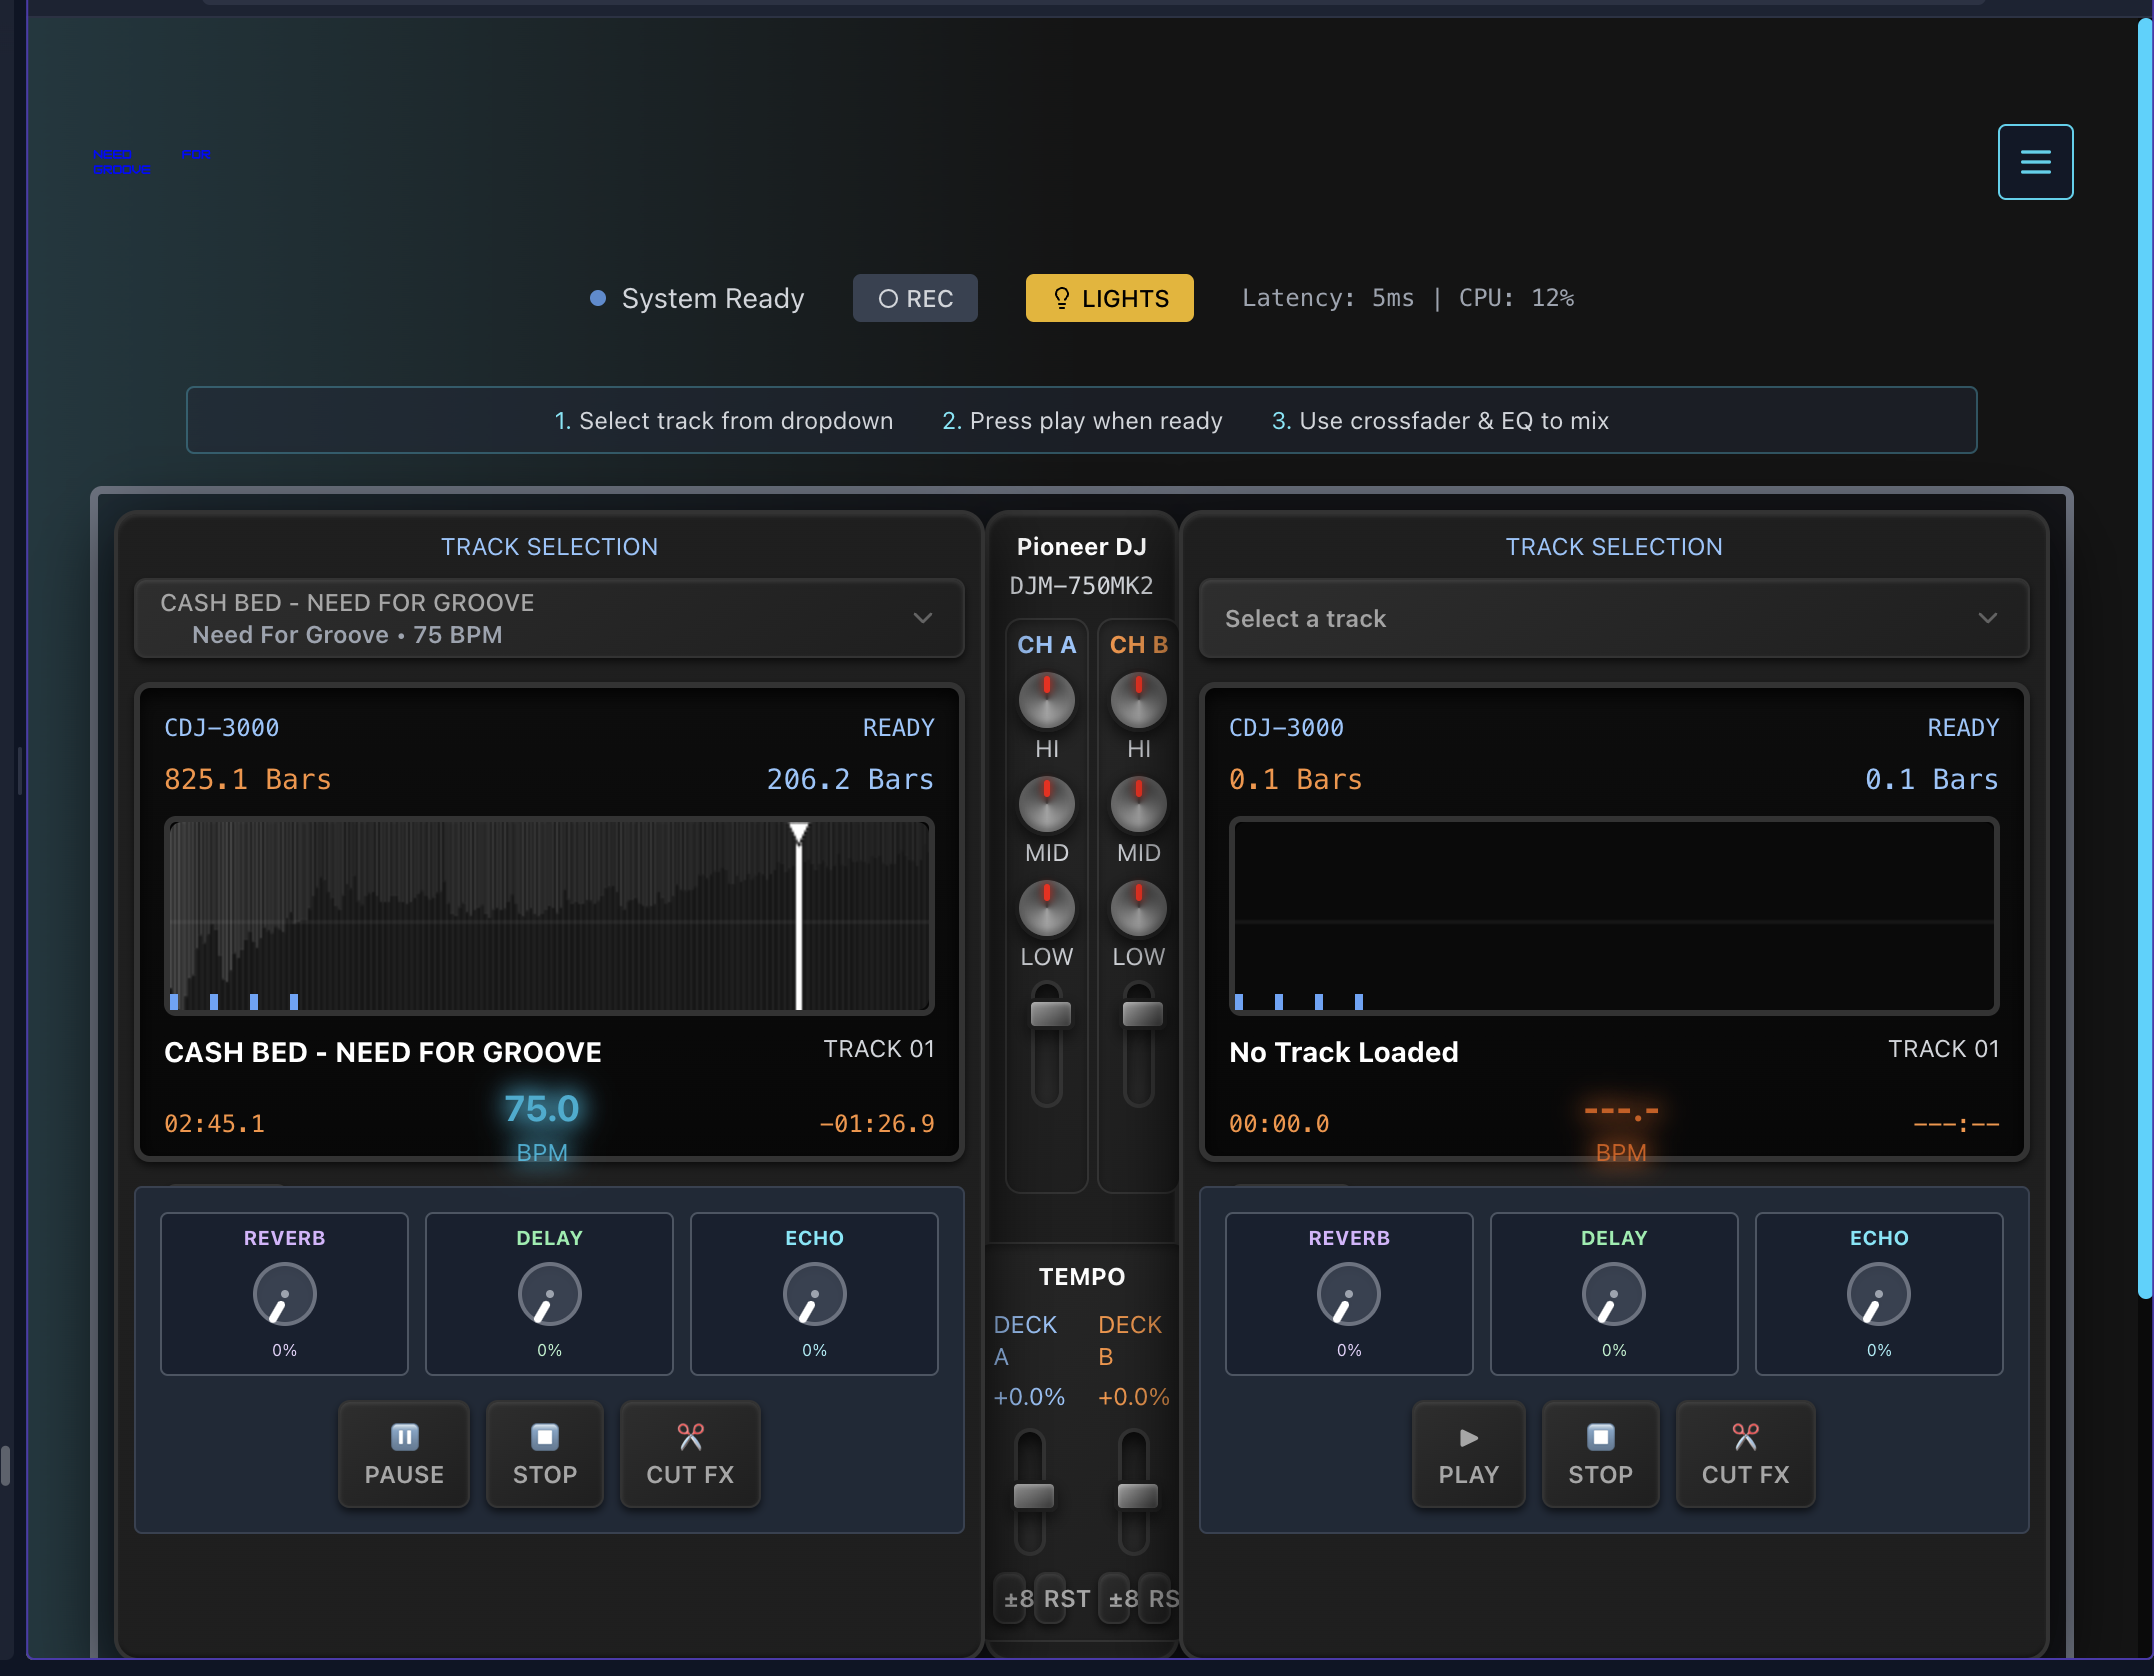 NEED FOR
GROOVE
System Ready
REC
LIGHTS
Latency: 5ms | CPU: 12%
1. Select track from dropdown
2. Press play when ready
3. Use crossfader & EQ to mix
TRACK SELECTION
CASH BED - NEED FOR GROOVE
Need For Groove • 75 BPM
CDJ-3000
READY
825.1 Bars
206.2 Bars
CASH BED - NEED FOR GROOVE
TRACK 01
02:45.1
75.0
BPM
-01:26.9
REVERB
DELAY
ECHO
0%
0%
0%
PAUSE
STOP
CUT FX
Pioneer DJ
DJM-750MK2
CH A
CH B
HI
HI
MID
MID
LOW
LOW
TEMPO
DECK A
DECK B
+0.0%
+0.0%
±8
RST
±8
RS
TRACK SELECTION
Select a track
CDJ-3000
READY
0.1 Bars
0.1 Bars
No Track Loaded
TRACK 01
00:00.0
---.-
BPM
---:--
REVERB
DELAY
ECHO
0%
0%
0%
PLAY
STOP
CUT FX